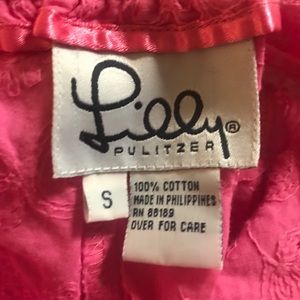 Lilly®
PULITZER
S
100% COTTON
MADE IN PHILIPPINES
RN 88189
OVER FOR CARE